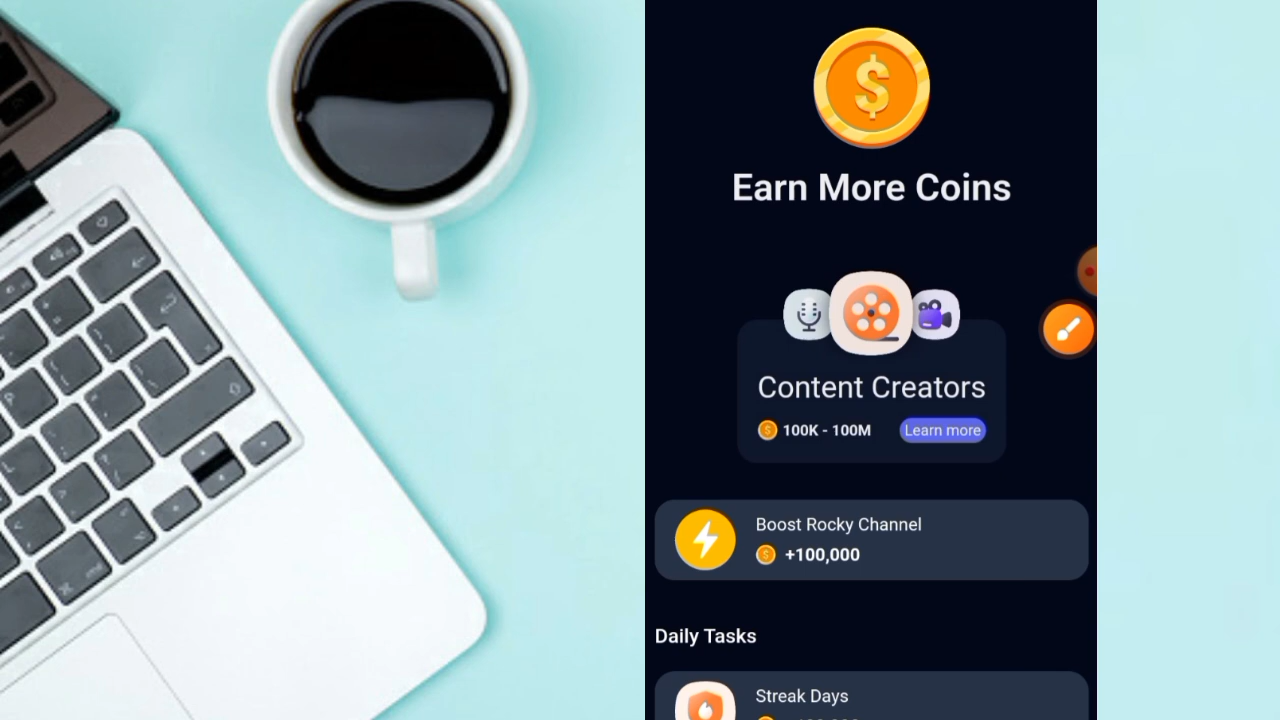 Earn More Coins
Content Creators
100K - 100M
Learn more
Boost Rocky Channel
+100,000
Daily Tasks
Streak Days